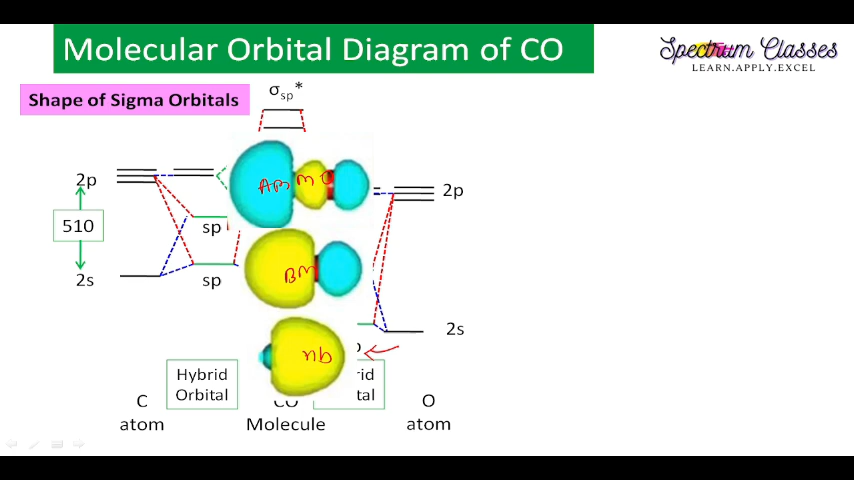 Molecular Orbital Diagram of CO
Spectrum Classes
LEARN.APPLY.EXCEL
Shape of Sigma Orbitals
σsp*
2p
2p
510
sp
sp
2s
2s
ABMO
BM
nb
Hybrid
Orbital
rid
tal
C
atom
CO
Molecule
O
atom